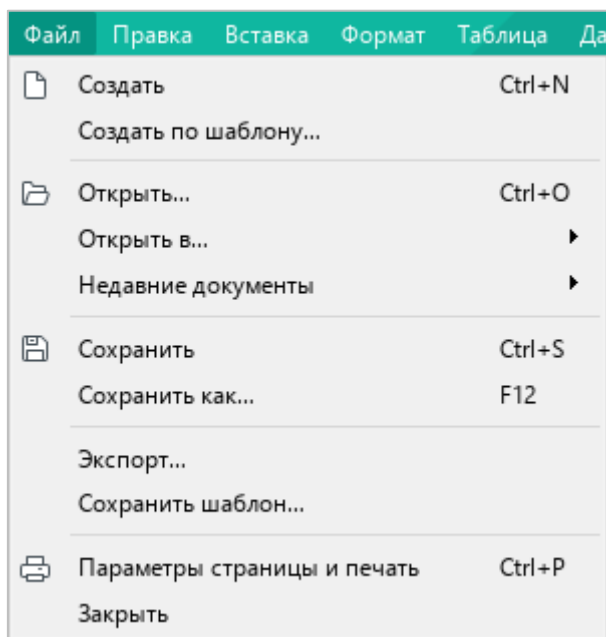 Файл Правка Вставка Формат Таблица Да
Создать Ctrl+N
Создать по шаблону...
Открыть... Ctrl+O
Открыть в...
Недавние документы
Сохранить Ctrl+S
Сохранить как... F12
Экспорт...
Сохранить шаблон...
Параметры страницы и печать Ctrl+P
Закрыть